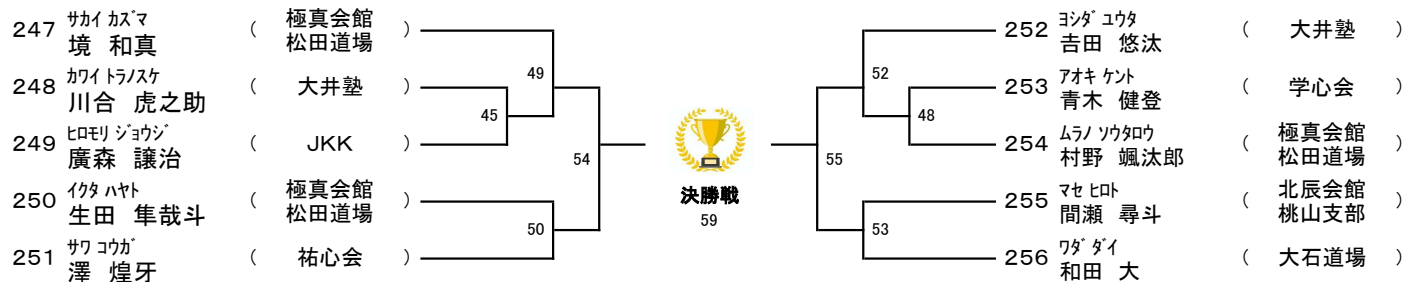 247 ｻｶｲ ｶｽﾞﾏ
境 和真
（ 極真会館 松田道場 ）
248 ｶﾜｲ ﾄﾗﾉｽｹ
川合 虎之助
（ 大井塾 ）
249 ﾋﾛﾓﾘ ｼﾞｮｳｼﾞ
廣森 譲治
（ JKK ）
250 ｲｸﾀ ﾊﾔﾄ
生田 隼哉斗
（ 極真会館 松田道場 ）
251 ｻﾜ ｺｳｶﾞ
澤 煌牙
（ 祐心会 ）
49
45
54
50
決勝戦
59
52
48
55
53
252 ﾖｼﾀﾞ ﾕｳﾀ
𠮷田 悠汰
（ 大井塾 ）
253 ｱｵｷ ｹﾝﾄ
青木 健登
（ 学心会 ）
254 ﾑﾗﾉ ｿｳﾀﾛｳ
村野 颯汰郎
（ 極真会館 松田道場 ）
255 ﾏｾ ﾋﾛﾄ
間瀬 尋斗
（ 北辰会館 桃山支部 ）
256 ﾜﾀﾞ ﾀﾞｲ
和田 大
（ 大石道場 ）